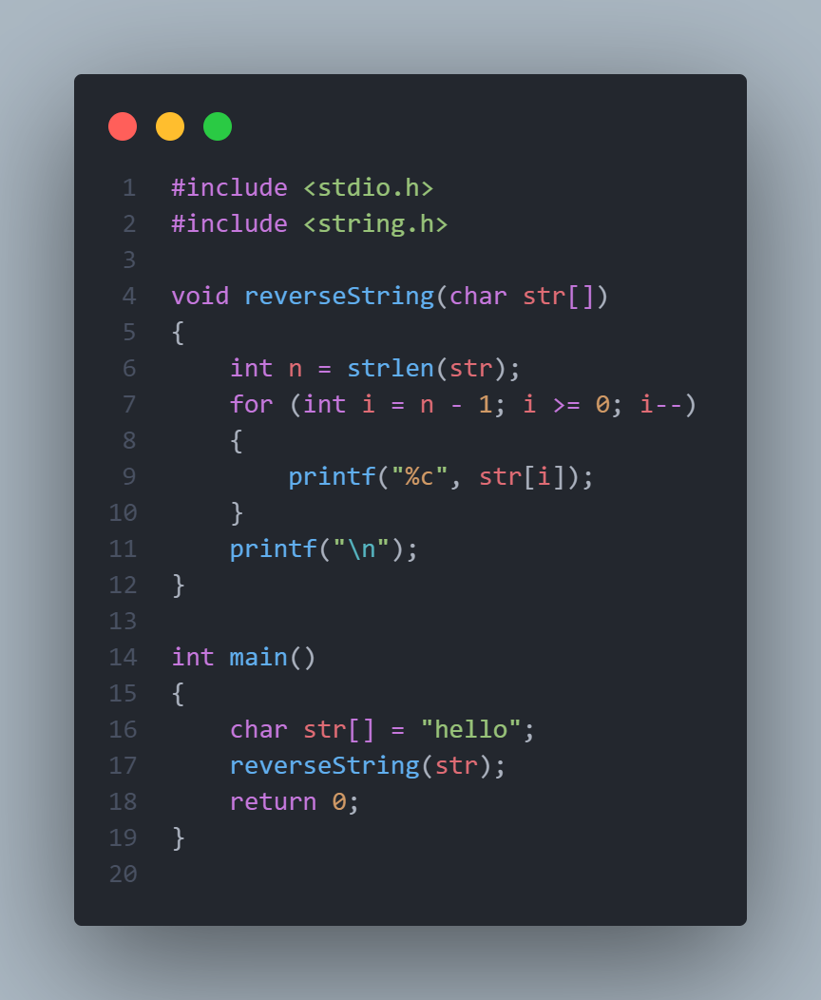 1 #include <stdio.h>
2 #include <string.h>
3
4 void reverseString(char str[])
5 {
6     int n = strlen(str);
7     for (int i = n - 1; i >= 0; i--)
8     {
9         printf("%c", str[i]);
10     }
11     printf("\n");
12 }
13
14 int main()
15 {
16     char str[] = "hello";
17     reverseString(str);
18     return 0;
19 }
20